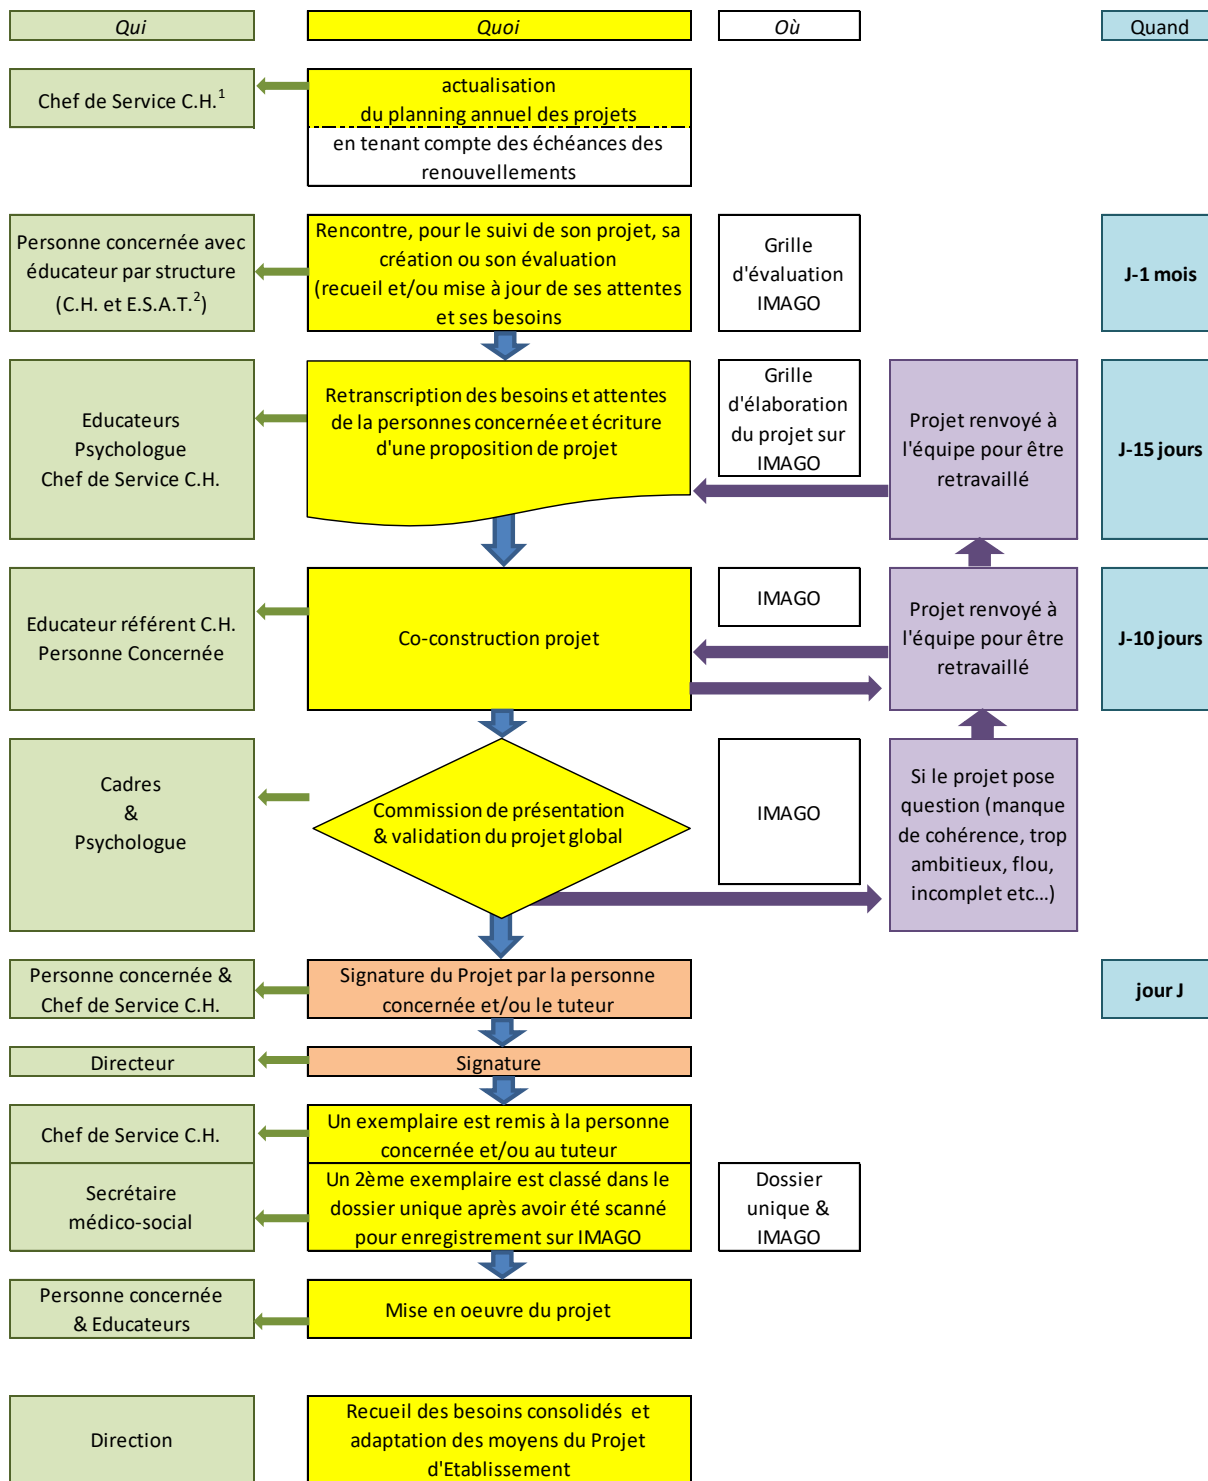 Qui
Quoi
Où
Quand
Chef de Service C.H.1
actualisation
du planning annuel des projets
en tenant compte des échéances des
renouvellements
Personne concernée avec
éducateur par structure
(C.H. et E.S.A.T.2)
Rencontre, pour le suivi de son projet, sa
création ou son évaluation
(recueil et/ou mise à jour de ses attentes
et ses besoins
Grille
d'évaluation
IMAGO
J-1 mois
Educateurs
Psychologue
Chef de Service C.H.
Retranscription des besoins et attentes
de la personnes concernée et écriture
d'une proposition de projet
Grille
d'élaboration
du projet sur
IMAGO
Projet renvoyé à
l'équipe pour être
retravaillé
J-15 jours
Educateur référent C.H.
Personne Concernée
Co-construction projet
IMAGO
Projet renvoyé à
l'équipe pour être
retravaillé
J-10 jours
Cadres
&
Psychologue
Commission de présentation
& validation du projet global
IMAGO
Si le projet pose
question (manque
de cohérence, trop
ambitieux, flou,
incomplet etc…)
Personne concernée &
Chef de Service C.H.
Signature du Projet par la personne
concernée et/ou le tuteur
jour J
Directeur
Signature
Chef de Service C.H.
Un exemplaire est remis à la personne
concernée et/ou au tuteur
Secrétaire
médico-social
Un 2ème exemplaire est classé dans le
dossier unique après avoir été scanné
pour enregistrement sur IMAGO
Dossier
unique &
IMAGO
Personne concernée
& Educateurs
Mise en oeuvre du projet
Direction
Recueil des besoins consolidés et
adaptation des moyens du Projet
d'Etablissement